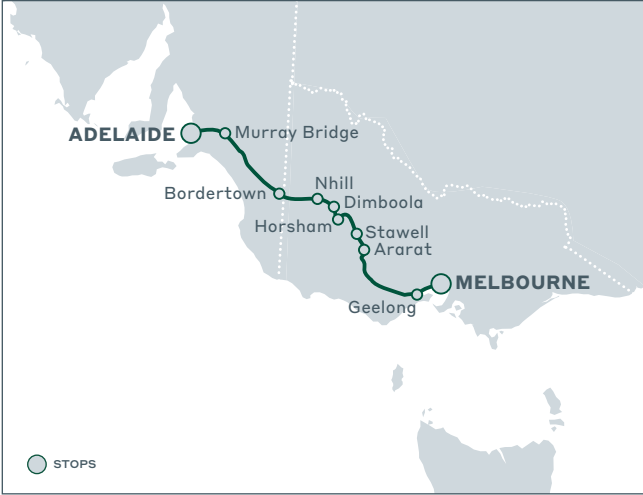 ADELAIDE
Murray Bridge
Bordertown
Nhill
Dimboola
Horsham
Stawell
Ararat
MELBOURNE
Geelong
STOPS